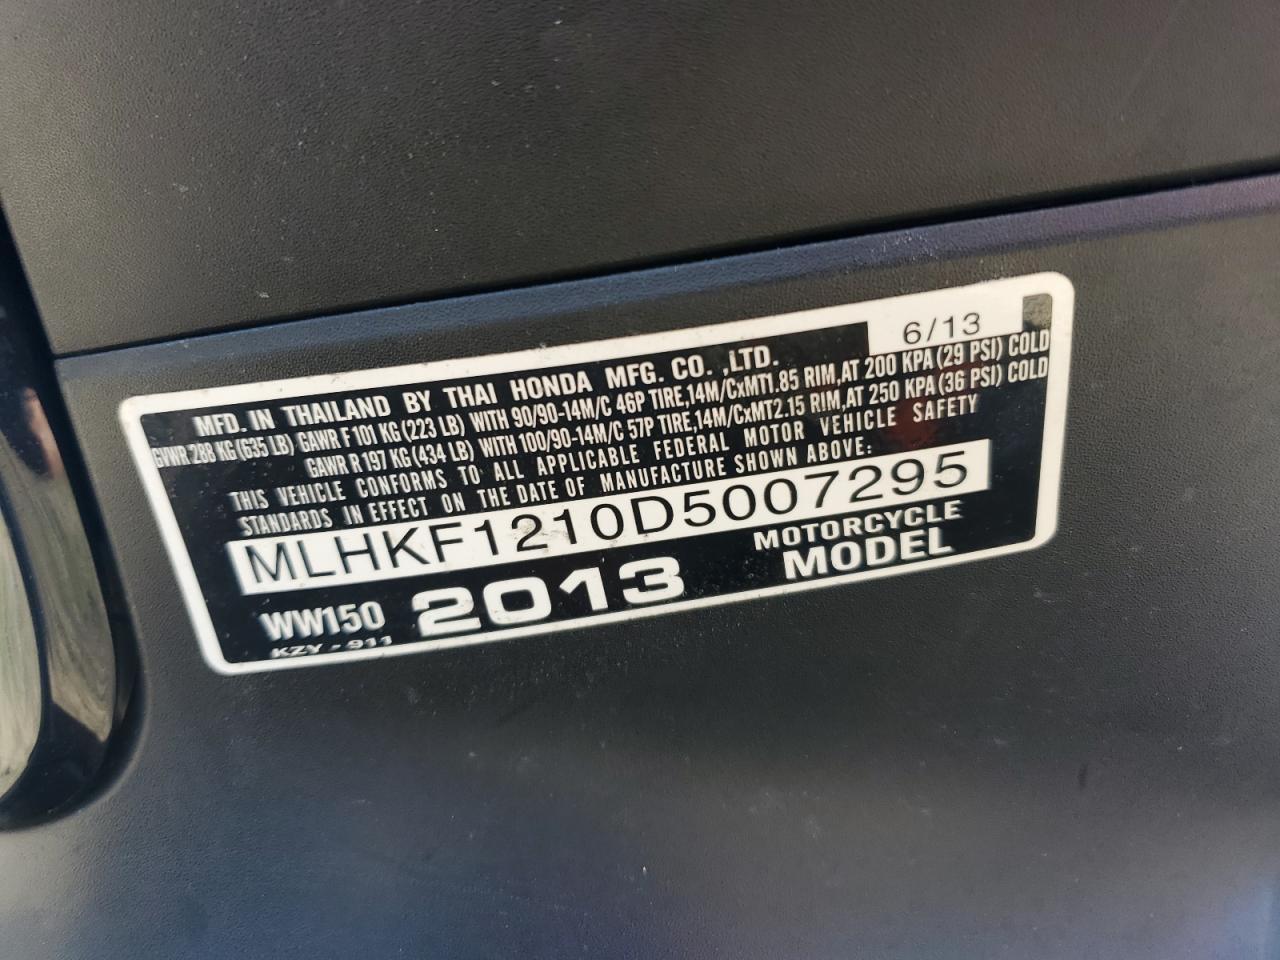 6/13
MFD. IN THAILAND BY THAI HONDA MFG. CO. ,LTD.
GVWR 288 KG (635 LB) GAWR F 101 KG (223 LB) WITH 90/90-14M/C 46P TIRE,14M/CxMT1.85 RIM,AT 200 KPA (29 PSI) COLD
GAWR R 197 KG (434 LB) WITH 100/90-14M/C 57P TIRE,14M/CxMT2.15 RIM,AT 250 KPA (36 PSI) COLD
THIS VEHICLE CONFORMS TO ALL APPLICABLE FEDERAL MOTOR VEHICLE SAFETY
STANDARDS IN EFFECT ON THE DATE OF MANUFACTURE SHOWN ABOVE:
MLHKF1210D5007295
WW150 2013 MOTORCYCLE
KZY - 911 MODEL